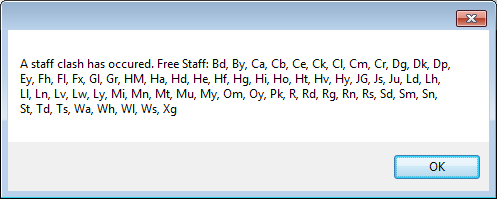 A staff clash has occured. Free Staff: Bd, By, Ca, Cb, Ce, Ck, Cl, Cm, Cr, Dg, Dk, Dp,
Ey, Fh, Fl, Fx, Gl, Gr, HM, Ha, Hd, He, Hf, Hg, Hi, Ho, Ht, Hv, Hy, JG, Js, Ju, Ld, Lh,
Ll, Ln, Lv, Lw, Ly, Mi, Mn, Mt, Mu, My, Om, Oy, Pk, R, Rd, Rg, Rn, Rs, Sd, Sm, Sn,
St, Td, Ts, Wa, Wh, Wl, Ws, Xg
OK